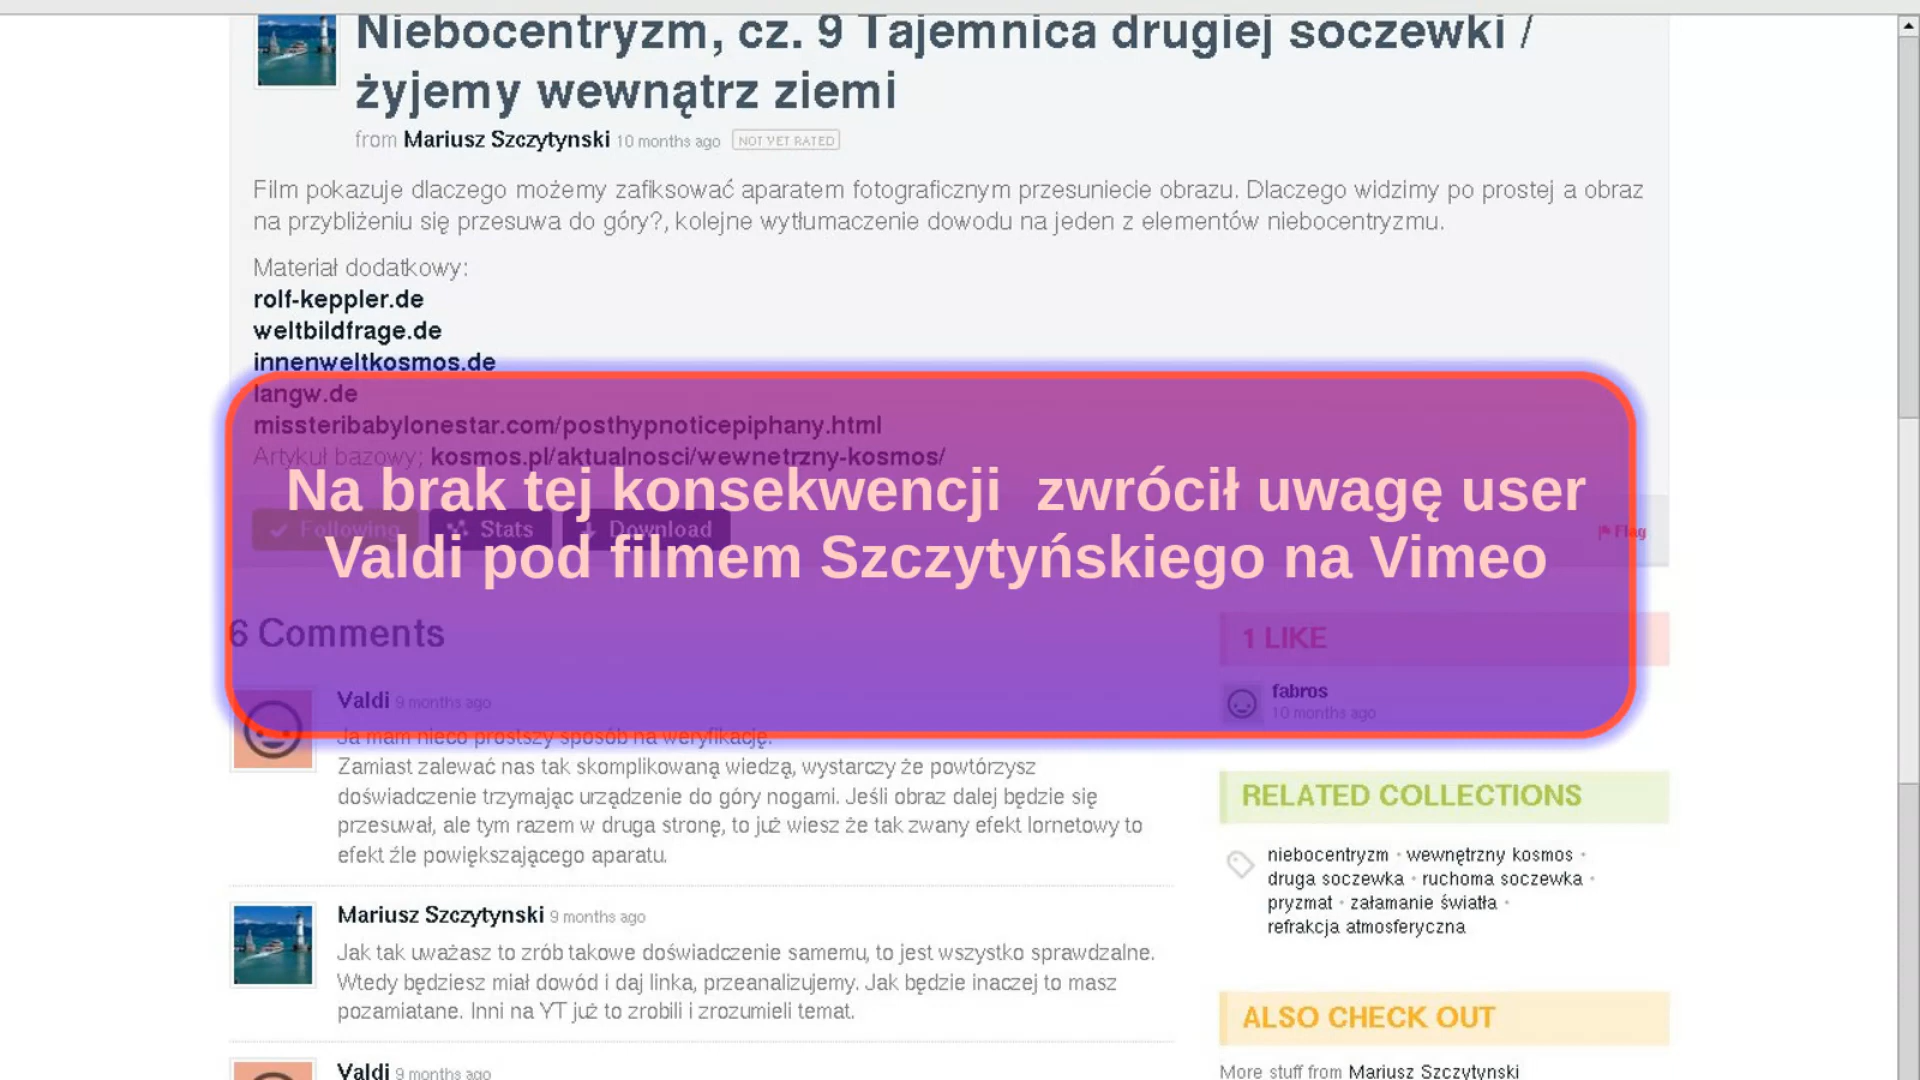 Niebocentryzm, cz. 9 Tajemnica drugiej soczewki /
żyjemy wewnątrz ziemi
from Mariusz Szczytynski 10 months ago NOT YET RATED
Film pokazuje dlaczego możemy zafiksować aparatem fotograficznym przesuniecie obrazu. Dlaczego widzimy po prostej a obraz
na przybliżeniu się przesuwa do góry?, kolejne wytłumaczenie dowodu na jeden z elementów niebocentryzmu.
Materiał dodatkowy:
rolf-keppler.de
weltbildfrage.de
innenweltkosmos.de
langw.de
missteribabylonestar.com/posthypnoticepiphany.html
Artykuł bazowy; kosmos.pl/aktualnosci/wewnetrzny-kosmos/
Na brak tej konsekwencji zwrócił uwagę user
Valdi pod filmem Szczytyńskiego na Vimeo
Following Stats Download
Flag
6 Comments
Valdi 9 months ago
Ja mam nieco prostszy sposób na weryfikację.
Zamiast zalewać nas tak skomplikowaną wiedzą, wystarczy że powtórzysz
doświadczenie trzymając urządzenie do góry nogami. Jeśli obraz dalej będzie się
przesuwał, ale tym razem w druga stronę, to już wiesz że tak zwany efekt lornetowy to
efekt źle powiększającego aparatu.
Mariusz Szczytynski 9 months ago
Jak tak uważasz to zrób takowe doświadczenie samemu, to jest wszystko sprawdzalne.
Wtedy będziesz miał dowód i daj linka, przeanalizujemy. Jak będzie inaczej to masz
pozamiatane. Inni na YT już to zrobili i zrozumieli temat.
Valdi 9 months ago
1 LIKE
fabros
10 months ago
RELATED COLLECTIONS
niebocentryzm • wewnętrzny kosmos •
druga soczewka • ruchoma soczewka •
pryzmat • załamanie światła •
refrakcja atmosferyczna
ALSO CHECK OUT
More stuff from Mariusz Szczytynski